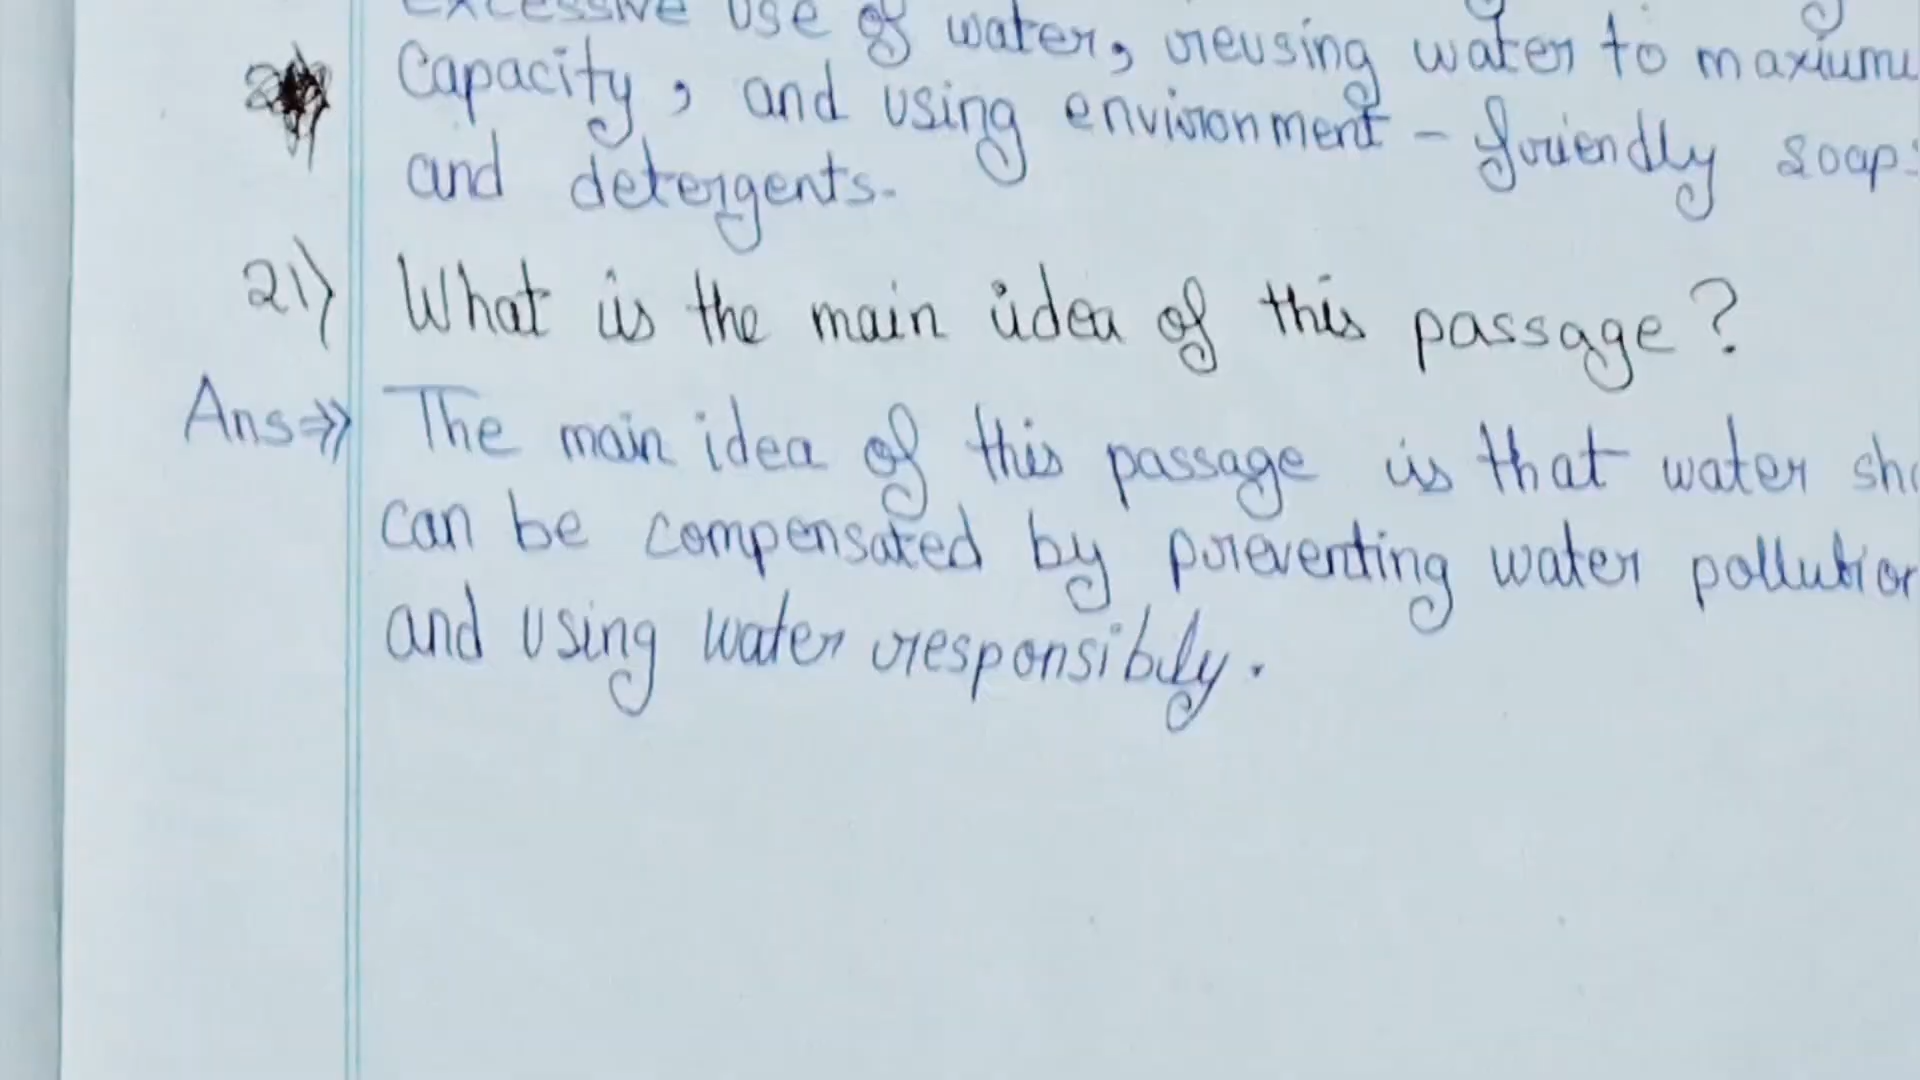 excessive use of water, reusing water to maxiumu
capacity, and using environment - friendly soaps
and detergents.
21) What is the main idea of this passage?
Ans⇒ The main idea of this passage is that water
can be compensated by preventing water pollution
and using water responsibly.